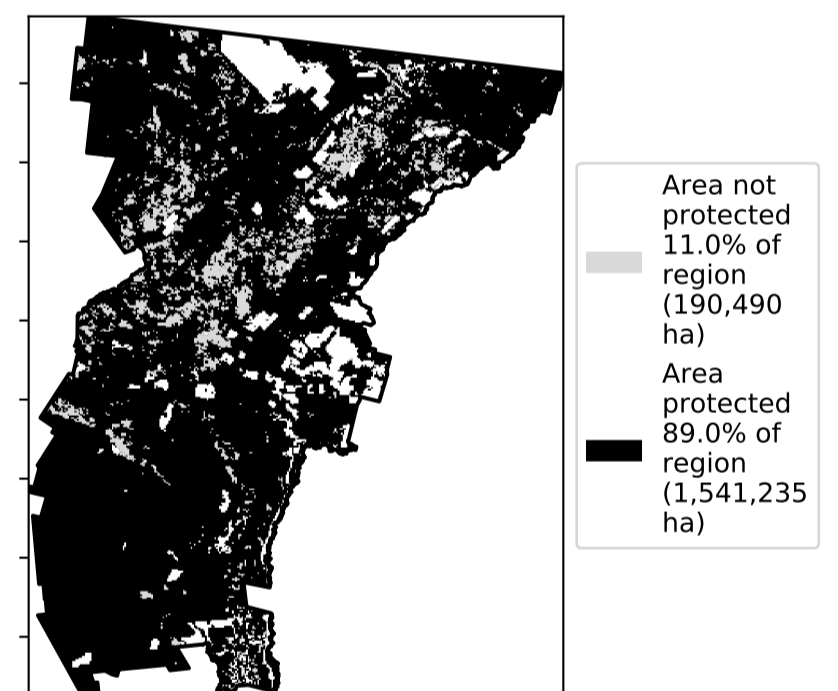 Area not
protected
11.0% of
region
(190,490
ha)
Area
protected
89.0% of
region
(1,541,235
ha)